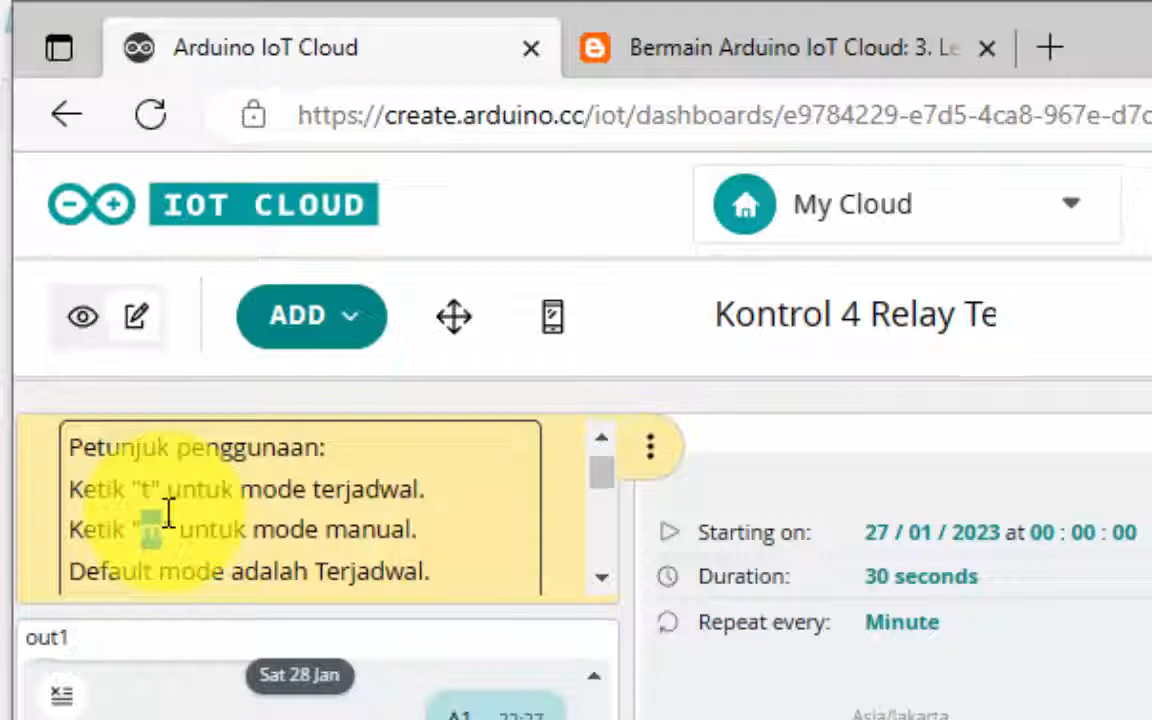 Arduino IoT Cloud
Bermain Arduino IoT Cloud: 3. Le
https://create.arduino.cc/iot/dashboards/e9784229-e7d5-4ca8-967e-d7c
IOT CLOUD
My Cloud
ADD
Kontrol 4 Relay Te
Petunjuk penggunaan:
Ketik "t" untuk mode terjadwal.
Ketik "m" untuk mode manual.
Default mode adalah Terjadwal.
Starting on: 27 / 01 / 2023 at 00 : 00 : 00
Duration: 30 seconds
Repeat every: Minute
out1
Sat 28 Jan
A1 22:27
Asia/Jakarta